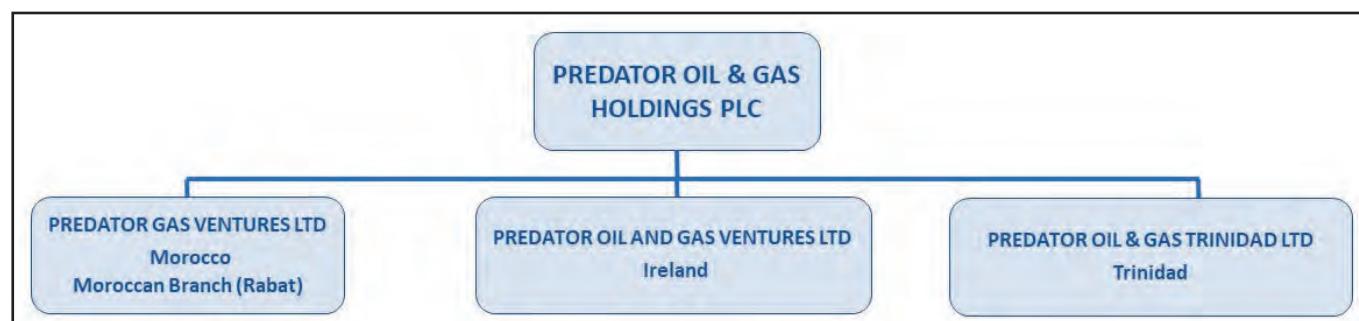 PREDATOR OIL & GAS
HOLDINGS PLC
PREDATOR GAS VENTURES LTD
Morocco
Moroccan Branch (Rabat)
PREDATOR OIL AND GAS VENTURES LTD
Ireland
PREDATOR OIL & GAS TRINIDAD LTD
Trinidad